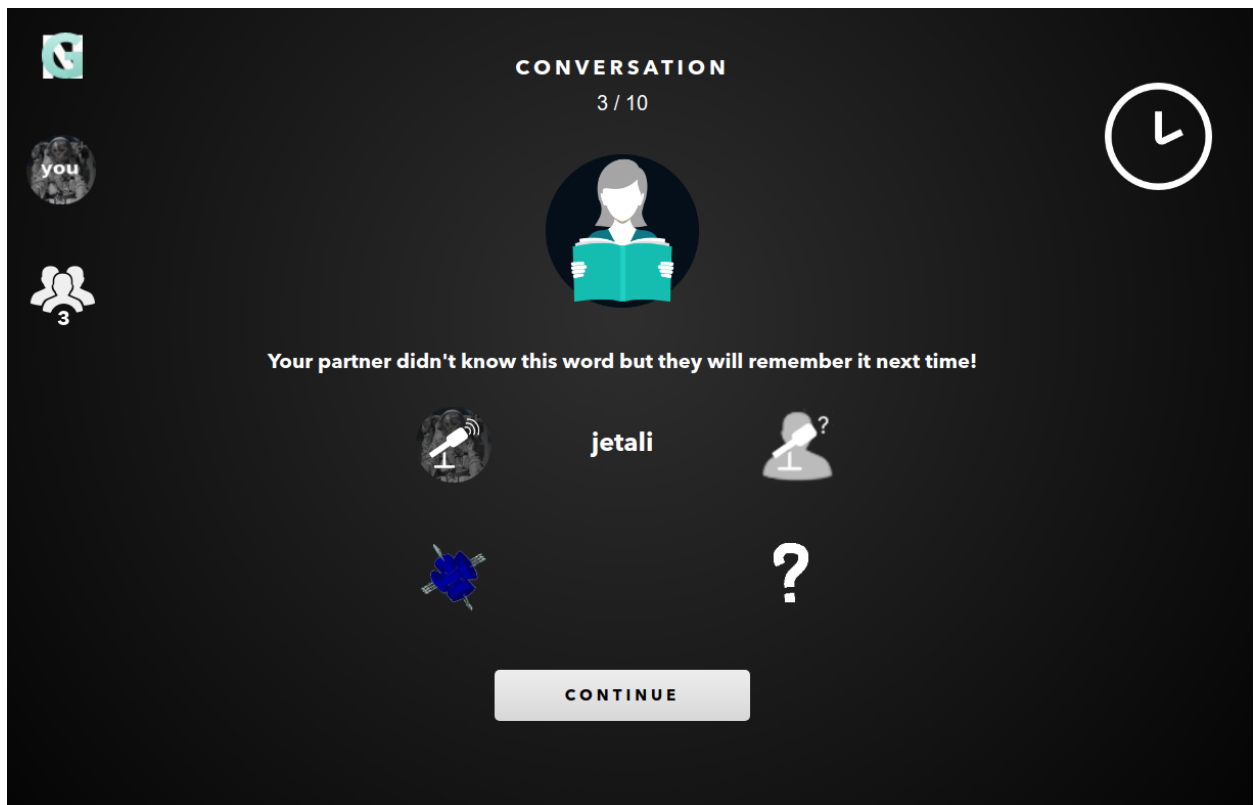 G
CONVERSATION
3 / 10
you
3
Your partner didn't know this word but they will remember it next time!
jetali
?
?
CONTINUE